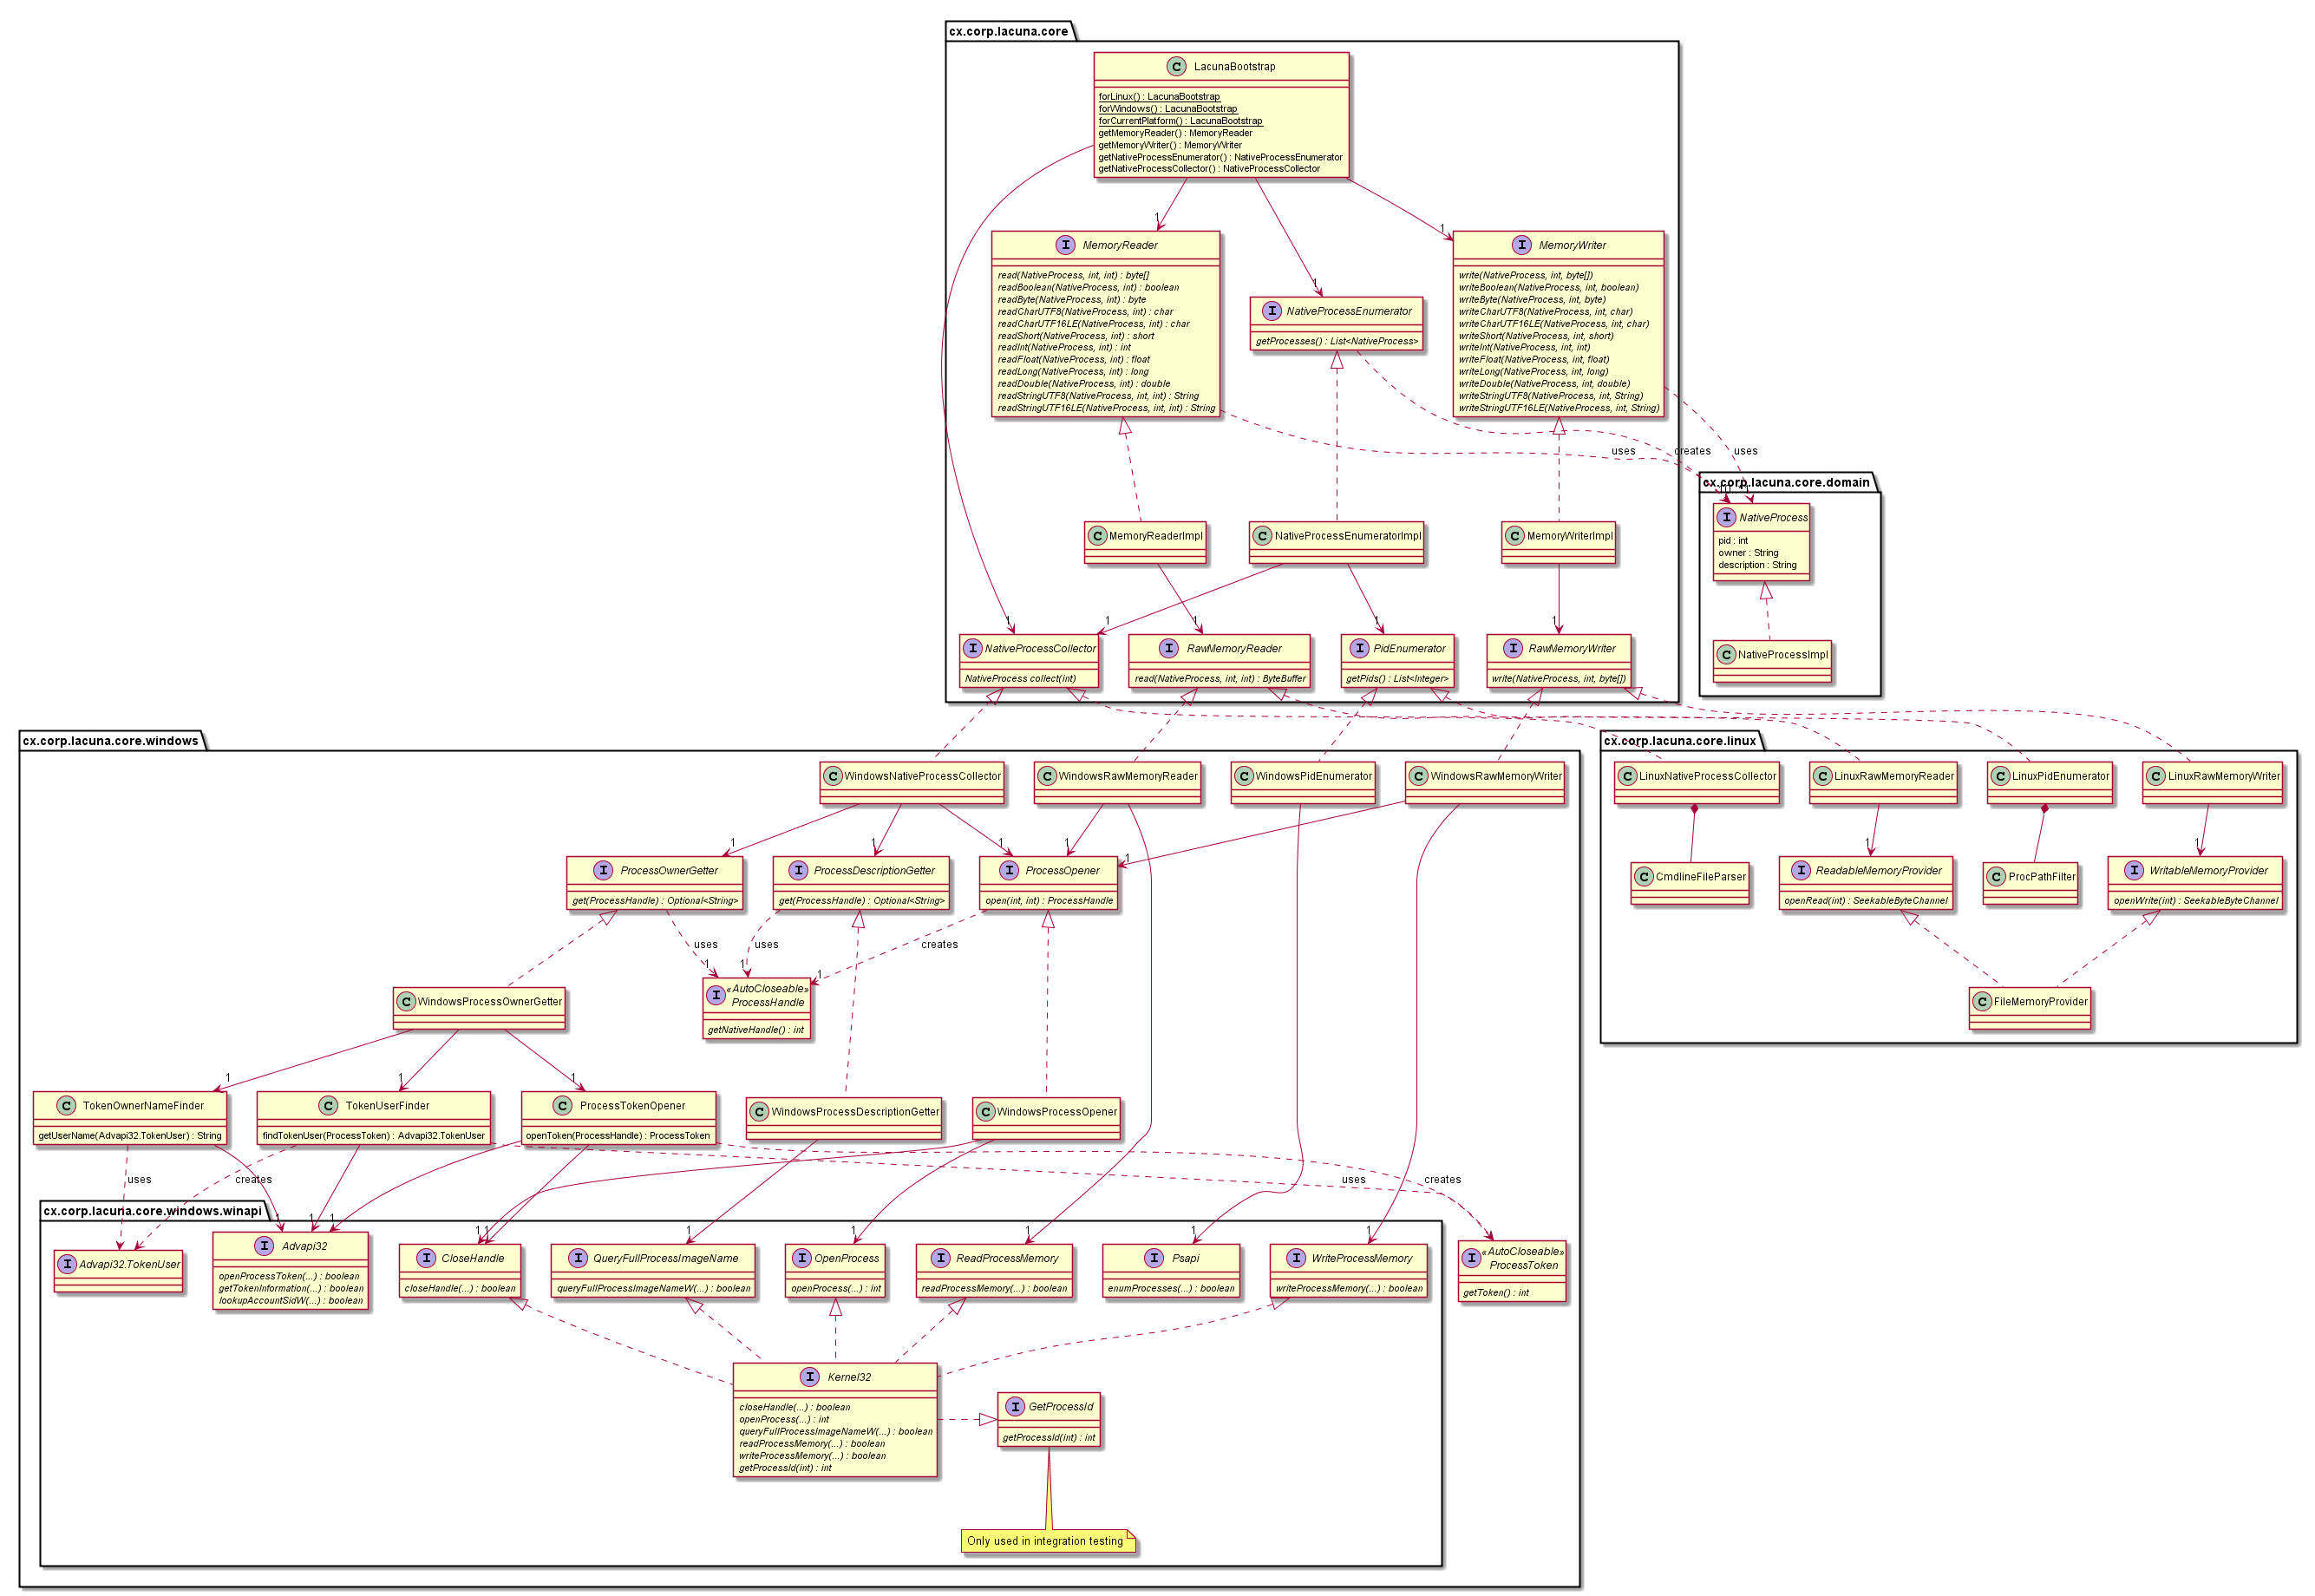 cx.corp.lacuna.core
C LacunaBootstrap
forLinux() : LacunaBootstrap
forWindows() : LacunaBootstrap
forCurrentPlatform() : LacunaBootstrap
getMemoryReader() : MemoryReader
getMemoryWriter() : MemoryWriter
getNativeProcessEnumerator() : NativeProcessEnumerator
getNativeProcessCollector() : NativeProcessCollector
1
1
1
I MemoryReader
read(NativeProcess, int, int) : byte[]
readBoolean(NativeProcess, int) : boolean
readByte(NativeProcess, int) : byte
readCharUTF8(NativeProcess, int) : char
readCharUTF16LE(NativeProcess, int) : char
readShort(NativeProcess, int) : short
readInt(NativeProcess, int) : int
readFloat(NativeProcess, int) : float
readLong(NativeProcess, int) : long
readDouble(NativeProcess, int) : double
readStringUTF8(NativeProcess, int, int) : String
readStringUTF16LE(NativeProcess, int, int) : String
I NativeProcessEnumerator
getProcesses() : List<NativeProcess>
I MemoryWriter
write(NativeProcess, int, byte[])
writeBoolean(NativeProcess, int, boolean)
writeByte(NativeProcess, int, byte)
writeCharUTF8(NativeProcess, int, char)
writeCharUTF16LE(NativeProcess, int, char)
writeShort(NativeProcess, int, short)
writeInt(NativeProcess, int, int)
writeFloat(NativeProcess, int, float)
writeLong(NativeProcess, int, long)
writeDouble(NativeProcess, int, double)
writeStringUTF8(NativeProcess, int, String)
writeStringUTF16LE(NativeProcess, int, String)
uses
creates
uses
cx.corp.lacuna.core.domain
I NativeProcess
pid : int
owner : String
description : String
C NativeProcessImpl
C MemoryReaderImpl
C NativeProcessEnumeratorImpl
C MemoryWriterImpl
1
1
1
1
1
I NativeProcessCollector
NativeProcess collect(int)
I RawMemoryReader
read(NativeProcess, int, int) : ByteBuffer
I PidEnumerator
getPids() : List<Integer>
I RawMemoryWriter
write(NativeProcess, int, byte[])
cx.corp.lacuna.core.windows
C WindowsNativeProcessCollector
C WindowsRawMemoryReader
C WindowsPidEnumerator
C WindowsRawMemoryWriter
1
1
1
1
1
I ProcessOwnerGetter
get(ProcessHandle) : Optional<String>
I ProcessDescriptionGetter
get(ProcessHandle) : Optional<String>
I ProcessOpener
open(int, int) : ProcessHandle
uses
uses
creates
1
1
1
I «AutoCloseable»
ProcessHandle
getNativeHandle() : int
C WindowsProcessOwnerGetter
1
1
1
C TokenOwnerNameFinder
getUserName(Advapi32.TokenUser) : String
C TokenUserFinder
findTokenUser(ProcessToken) : Advapi32.TokenUser
C ProcessTokenOpener
openToken(ProcessHandle) : ProcessToken
C WindowsProcessDescriptionGetter
C WindowsProcessOpener
uses
creates
uses
creates
cx.corp.lacuna.core.windows.winapi
1
1
1
1
1
1
1
1
1
1
I Advapi32.TokenUser
I Advapi32
openProcessToken(...) : boolean
getTokenInformation(...) : boolean
lookupAccountSidW(...) : boolean
I CloseHandle
closeHandle(...) : boolean
I QueryFullProcessImageName
queryFullProcessImageNameW(...) : boolean
I OpenProcess
openProcess(...) : int
I ReadProcessMemory
readProcessMemory(...) : boolean
I Psapi
enumProcesses(...) : boolean
I WriteProcessMemory
writeProcessMemory(...) : boolean
I «AutoCloseable»
ProcessToken
getToken() : int
I Kernel32
closeHandle(...) : boolean
openProcess(...) : int
queryFullProcessImageNameW(...) : boolean
readProcessMemory(...) : boolean
writeProcessMemory(...) : boolean
getProcessId(int) : int
I GetProcessId
getProcessId(int) : int
Only used in integration testing
cx.corp.lacuna.core.linux
C LinuxNativeProcessCollector
C LinuxRawMemoryReader
C LinuxPidEnumerator
C LinuxRawMemoryWriter
1
1
C CmdlineFileParser
I ReadableMemoryProvider
openRead(int) : SeekableByteChannel
C ProcPathFilter
I WritableMemoryProvider
openWrite(int) : SeekableByteChannel
C FileMemoryProvider